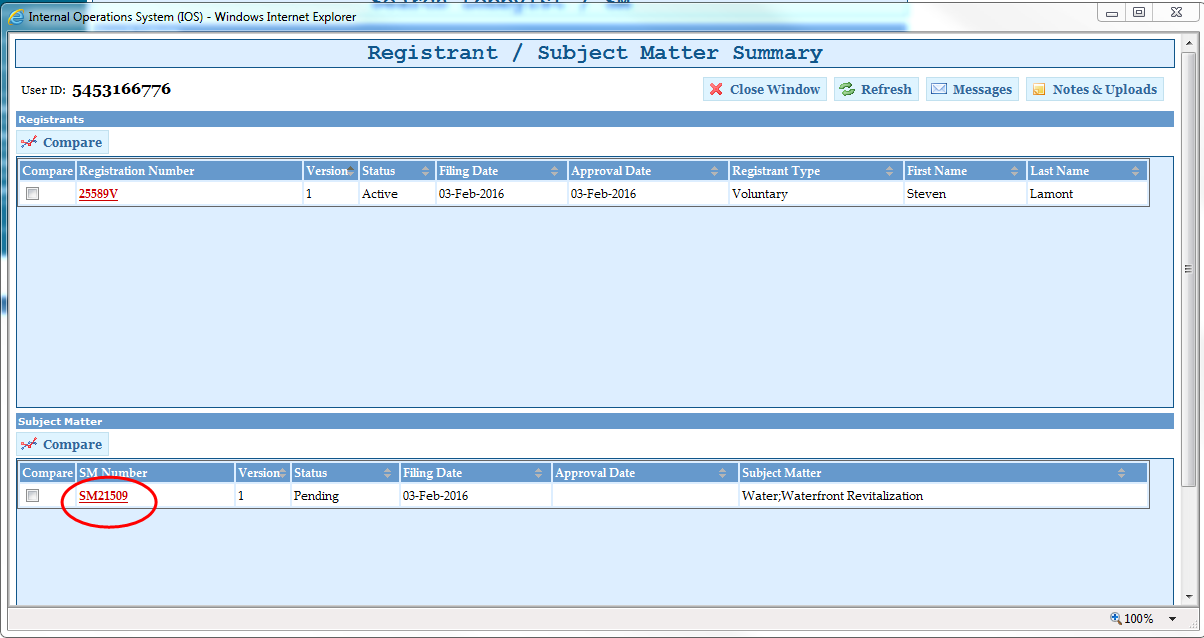 Search Lobbyist / SM
Internal Operations System (IOS) - Windows Internet Explorer
Registrant / Subject Matter Summary
User ID: 5453166776 Close Window Refresh Messages Notes & Uploads
Registrants
Compare
Compare Registration Number Version Status Filing Date Approval Date Registrant Type First Name Last Name
25589V 1 Active 03-Feb-2016 03-Feb-2016 Voluntary Steven Lamont
Subject Matter
Compare
Compare SM Number Version Status Filing Date Approval Date Subject Matter
SM21509 1 Pending 03-Feb-2016 Water;Waterfront Revitalization
100%